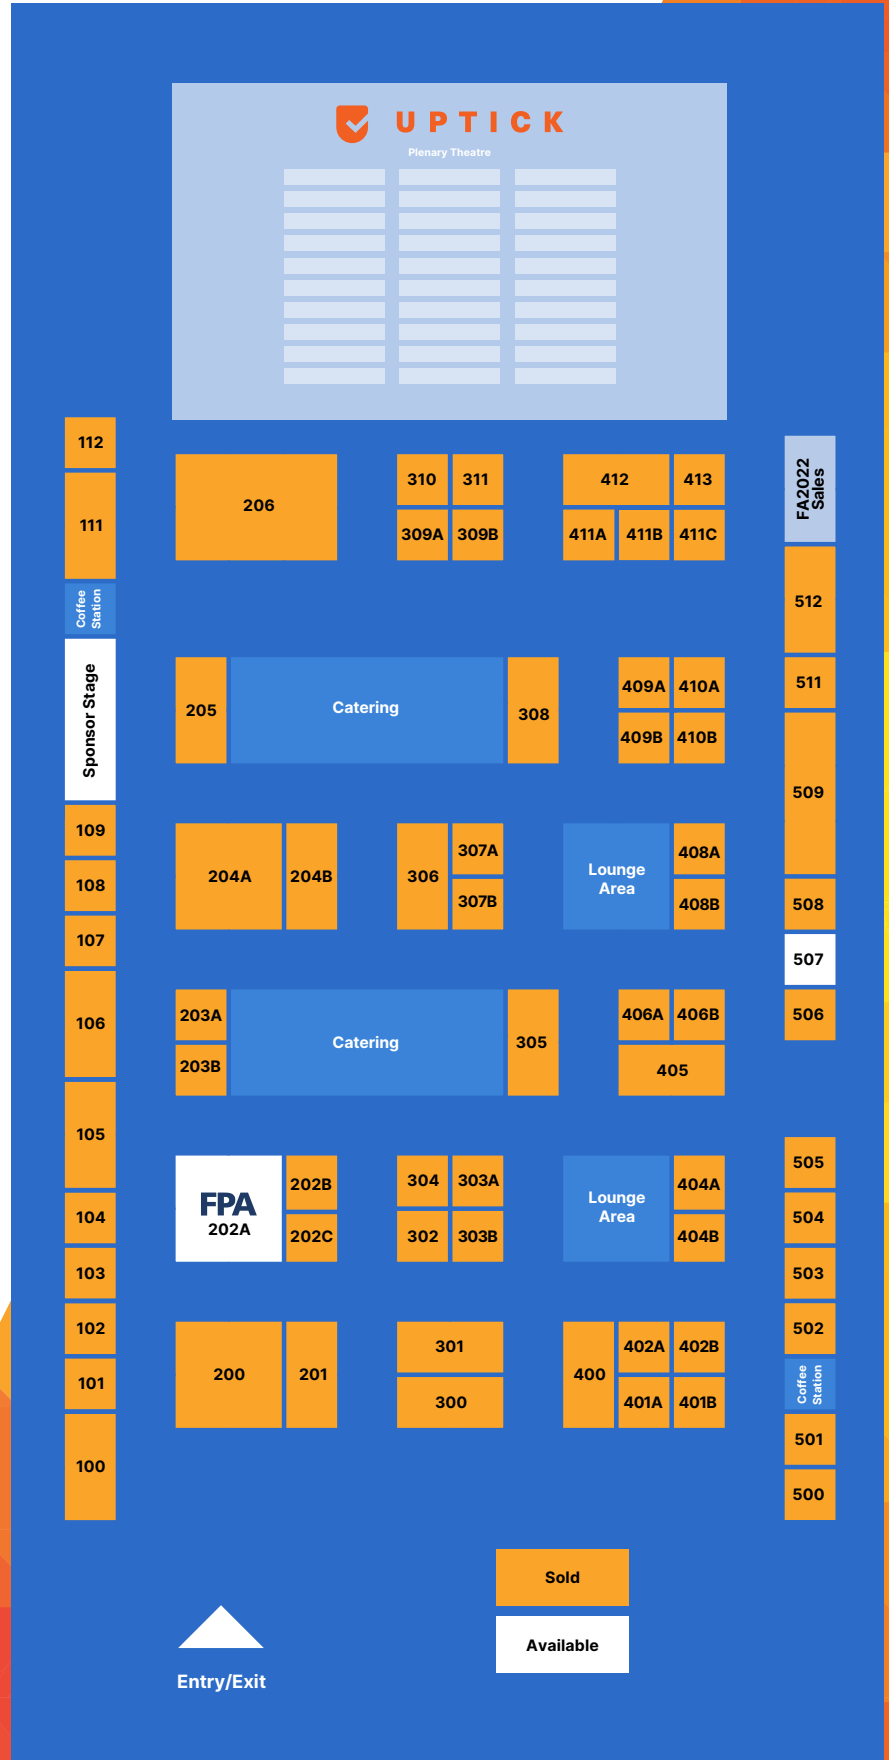 UPTICK
Plenary Theatre
112
111
Coffee
Station
Sponsor Stage
109
108
107
106
105
104
103
102
101
100
206
310
311
309A
309B
412
413
411A
411B
411C
205
Catering
308
409A
410A
409B
410B
204A
204B
306
307A
307B
Lounge
Area
408A
408B
203A
203B
Catering
305
406A
406B
405
FPA
202A
202B
202C
304
303A
302
303B
Lounge
Area
404A
404B
200
201
301
300
400
402A
402B
401A
401B
FA2022
Sales
512
511
509
508
507
506
505
504
503
502
Coffee
Station
501
500
Sold
Available
Entry/Exit